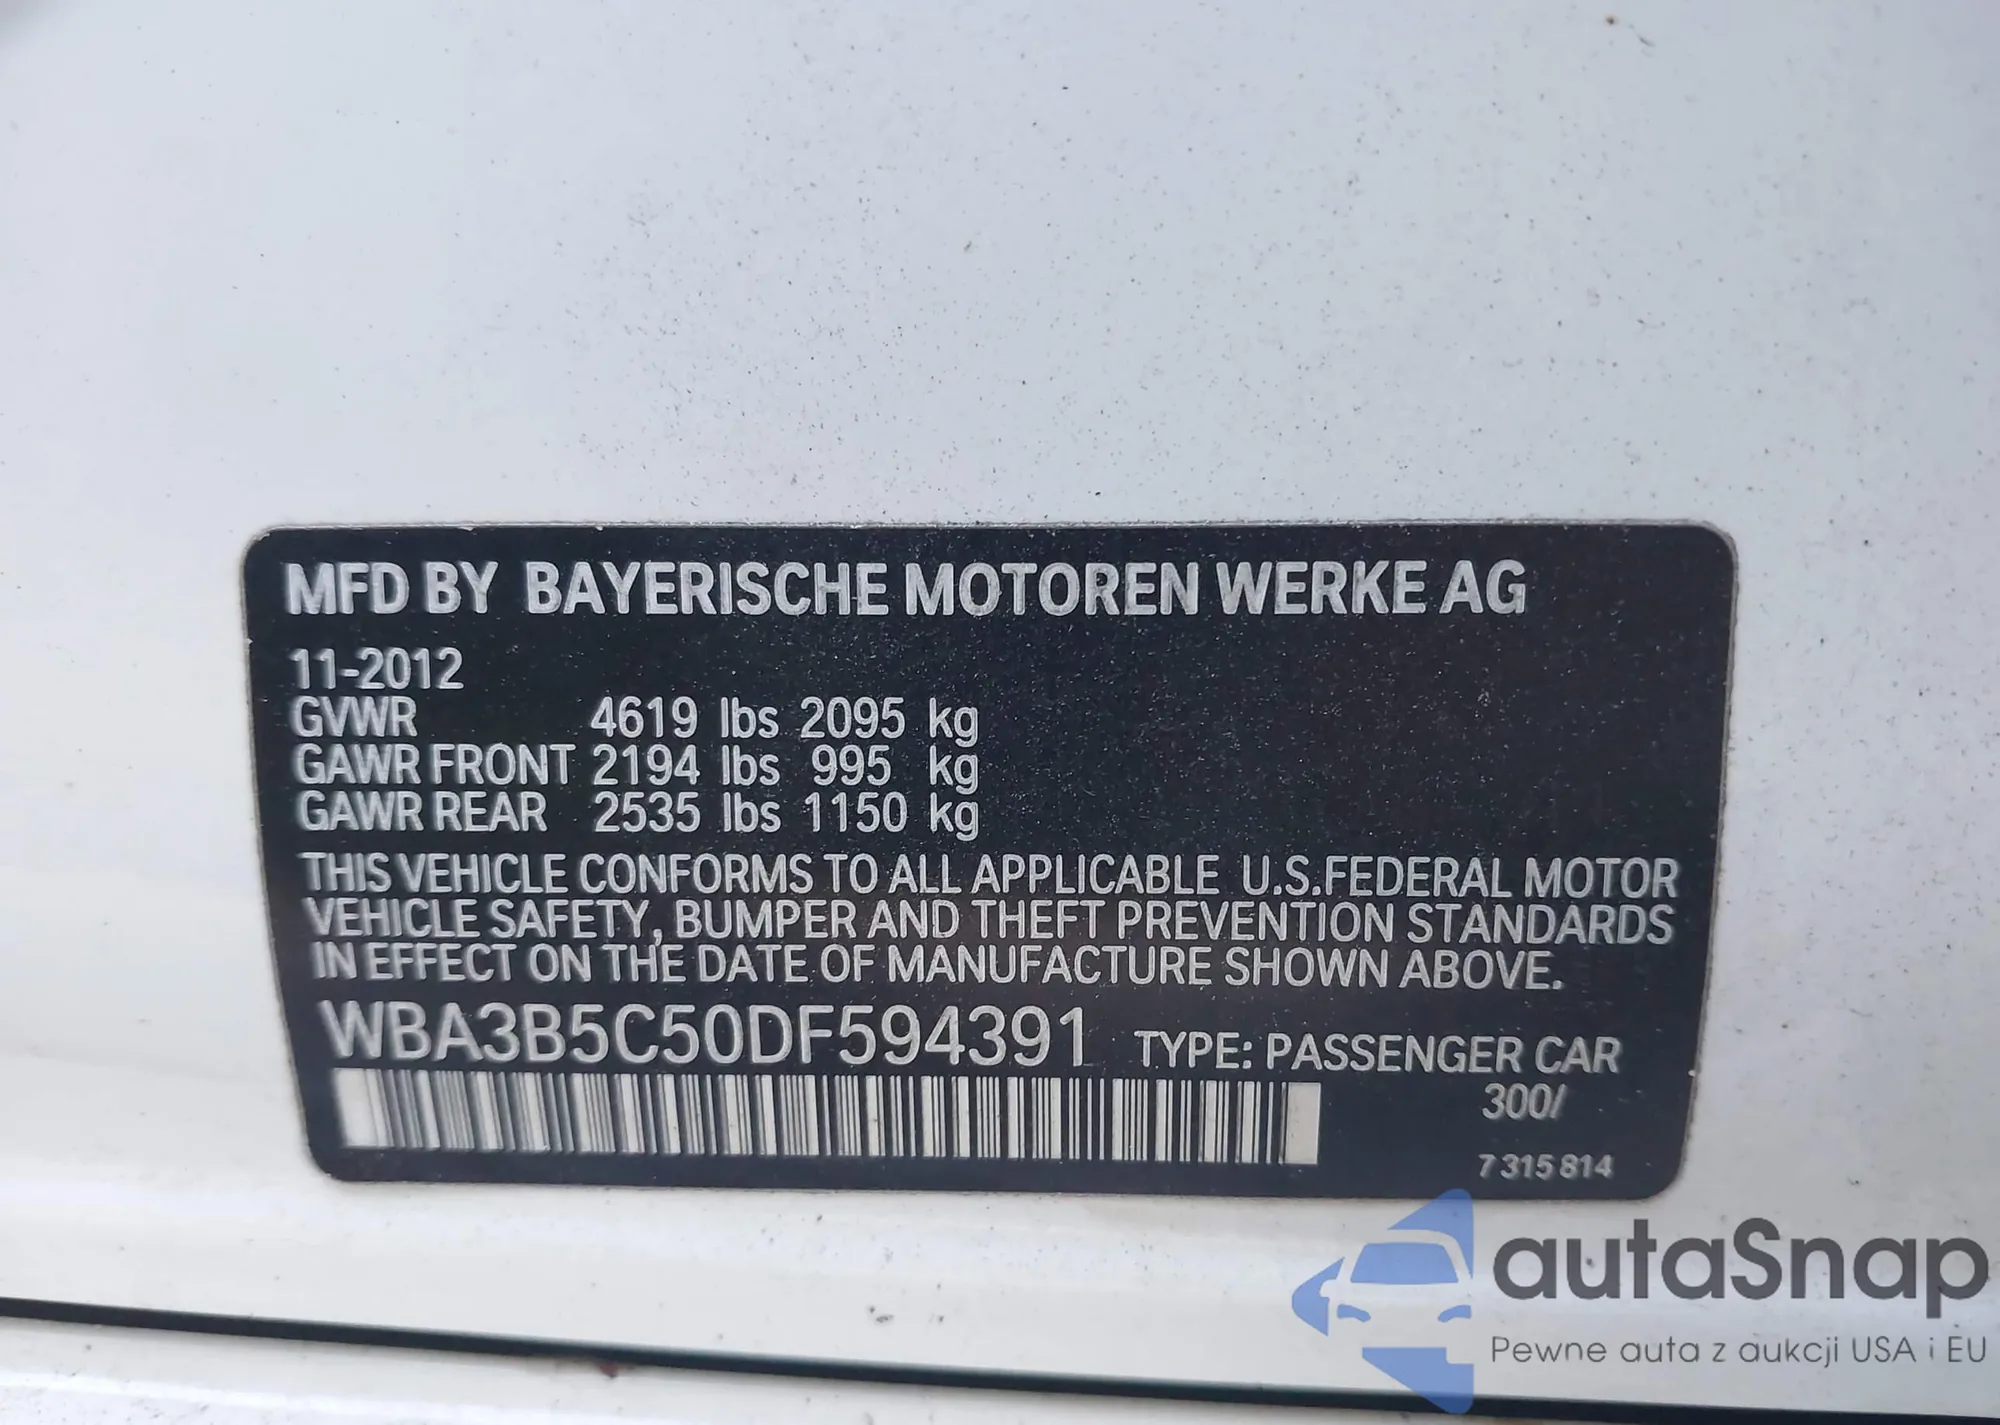 MFD BY BAYERISCHE MOTOREN WERKE AG
11-2012
GVWR 4619 lbs 2095 kg
GAWR FRONT 2194 lbs 995 kg
GAWR REAR 2535 lbs 1150 kg
THIS VEHICLE CONFORMS TO ALL APPLICABLE U.S.FEDERAL MOTOR
VEHICLE SAFETY, BUMPER AND THEFT PREVENTION STANDARDS
IN EFFECT ON THE DATE OF MANUFACTURE SHOWN ABOVE.
WBA3B5C50DF594391 TYPE: PASSENGER CAR
300/
7 315 814
autaSnap
Pewne auta z aukcji USA i EU